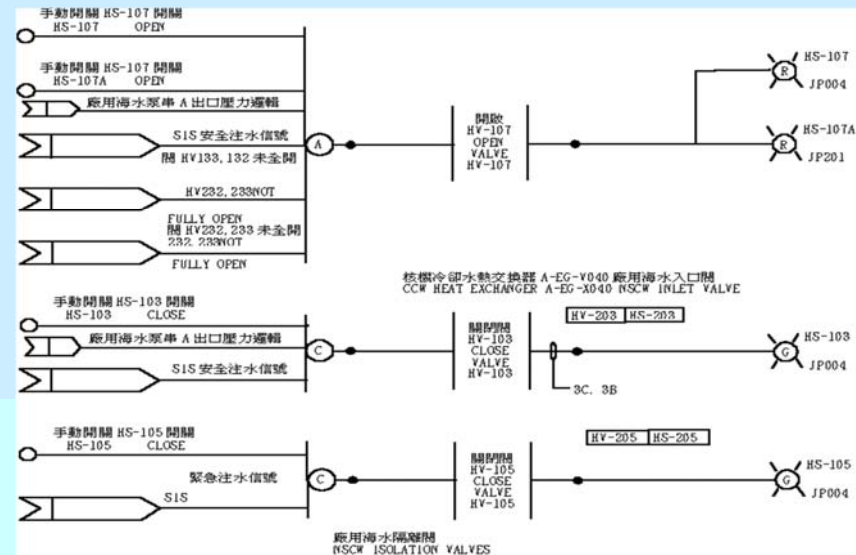 手動開關 HS-107 開關
HS-107 OPEN
手動開關 HS-107 開關
HS-107A OPEN
廠用海水泵串 A 出口壓力邏輯
SIS 安全注水信號
閥 HV133, 132 未全開
HV232, 233NOT
FULLY OPEN
閥 HV232, 233 未全開
232, 233NOT
FULLY OPEN
A
開啟
HV-107
OPEN
VALVE
HV-107
R
HS-107
JP004
R
HS-107A
JP201
核機冷卻水熱交換器 A-EG-V040 廠用海水入口閥
CCW HEAT EXCHANGER A-EG-X040 NSCW INLET VALVE
手動開關 HS-103 開關
HS-103 CLOSE
廠用海水泵串 A 出口壓力邏輯
SIS 安全注水信號
C
關閉閥
HV-103
CLOSE
VALVE
HV-103
HV-203 HS-203
3C, 3B
G
HS-103
JP004
手動開關 HS-105 開關
HS-105 CLOSE
緊急注水信號
SIS
C
關閉閥
HV-105
CLOSE
VALVE
HV-105
HV-205 HS-205
G
HS-105
JP004
廠用海水隔離閥
NSCW ISOLATION VALVES